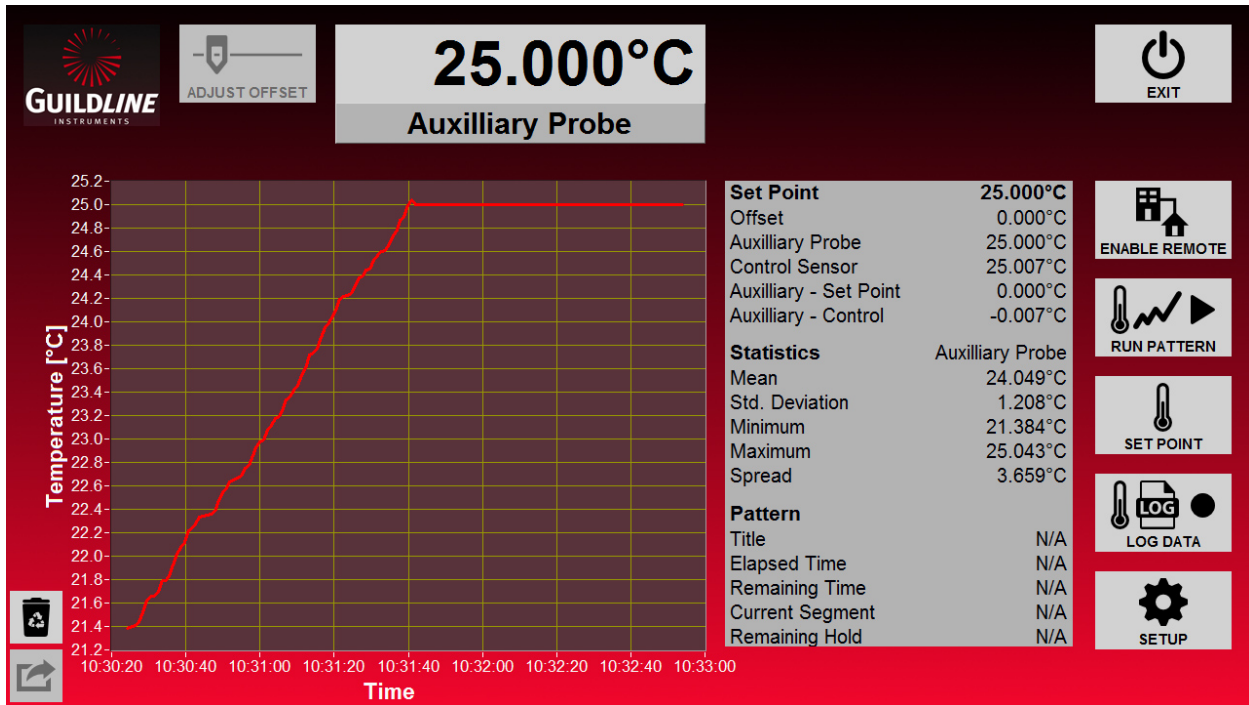 GUILDLINE
INSTRUMENTS
ADJUST OFFSET
25.000°C
Auxilliary Probe
EXIT
25.2
25.0
24.8
24.6
24.4
24.2
24.0
23.8
23.6
23.4
23.2
23.0
22.8
22.6
22.4
22.2
22.0
21.8
21.6
21.4
21.2
Temperature [°C]
10:30:20 10:30:40 10:31:00 10:31:20 10:31:40 10:32:00 10:32:20 10:32:40 10:33:00
Time
Set Point 25.000°C
Offset 0.000°C
Auxilliary Probe 25.000°C
Control Sensor 25.007°C
Auxilliary - Set Point 0.000°C
Auxilliary - Control -0.007°C
Statistics Auxilliary Probe
Mean 24.049°C
Std. Deviation 1.208°C
Minimum 21.384°C
Maximum 25.043°C
Spread 3.659°C
Pattern
Title N/A
Elapsed Time N/A
Remaining Time N/A
Current Segment N/A
Remaining Hold N/A
ENABLE REMOTE
RUN PATTERN
SET POINT
LOG
LOG DATA
SETUP